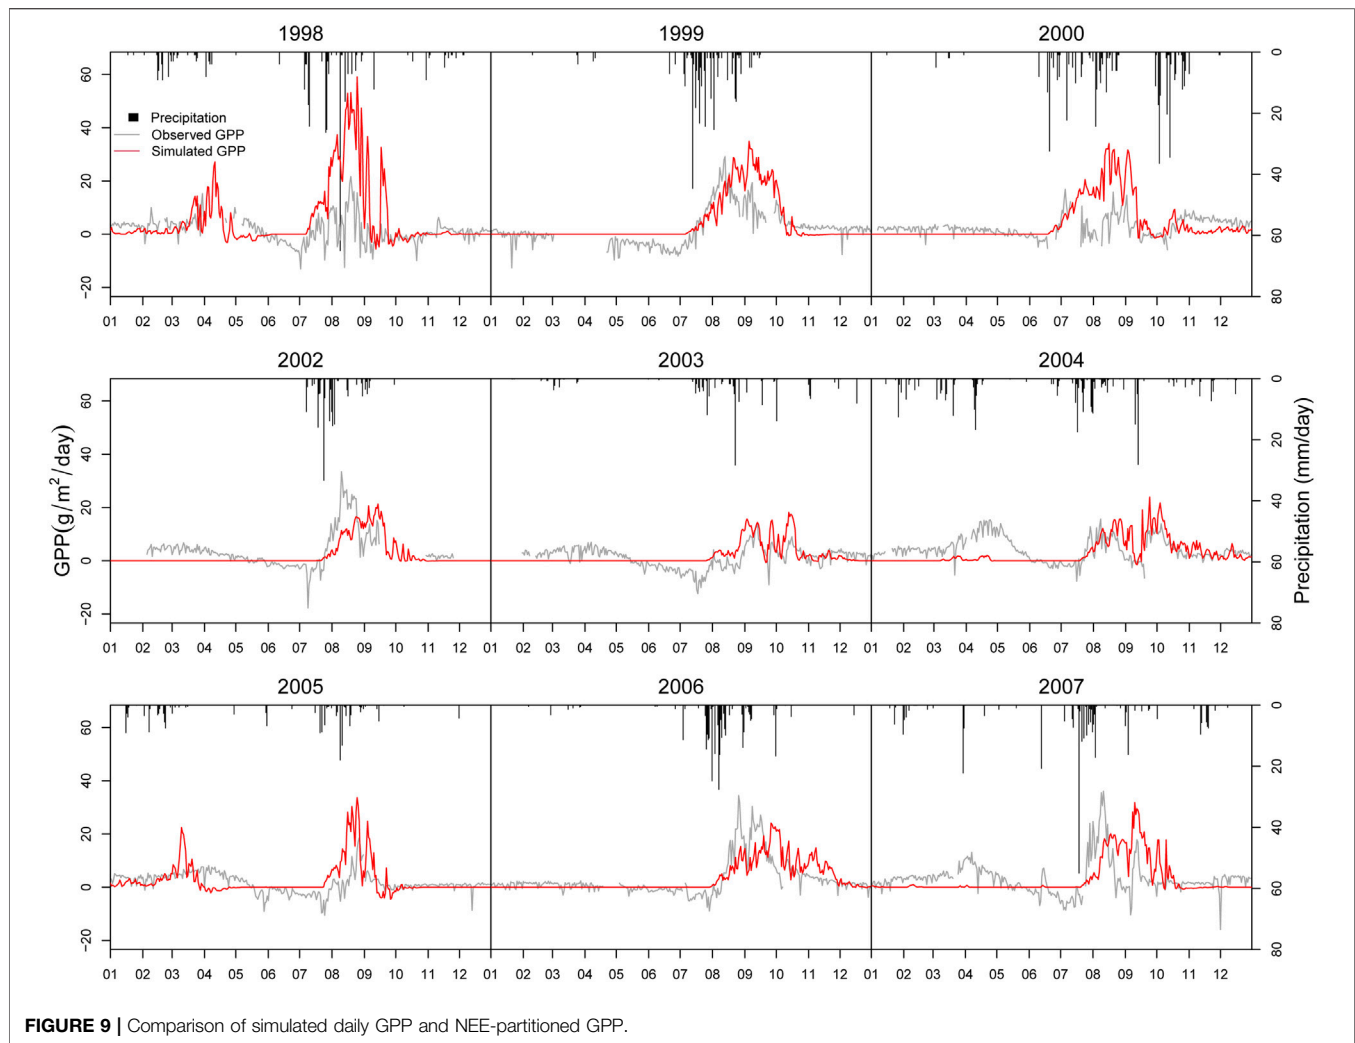 1998 1999 2000
60 40 20 0 −20
0 20 40 60 80
Precipitation
Observed GPP
Simulated GPP
01 02 03 04 05 06 07 08 09 10 11 12 01 02 03 04 05 06 07 08 09 10 11 12 01 02 03 04 05 06 07 08 09 10 11 12
2002 2003 2004
60 40 20 0 −20
0 20 40 60 80
GPP(g/m²/day)
Precipitation (mm/day)
01 02 03 04 05 06 07 08 09 10 11 12 01 02 03 04 05 06 07 08 09 10 11 12 01 02 03 04 05 06 07 08 09 10 11 12
2005 2006 2007
60 40 20 0 −20
0 20 40 60 80
01 02 03 04 05 06 07 08 09 10 11 12 01 02 03 04 05 06 07 08 09 10 11 12 01 02 03 04 05 06 07 08 09 10 11 12
FIGURE 9 | Comparison of simulated daily GPP and NEE-partitioned GPP.